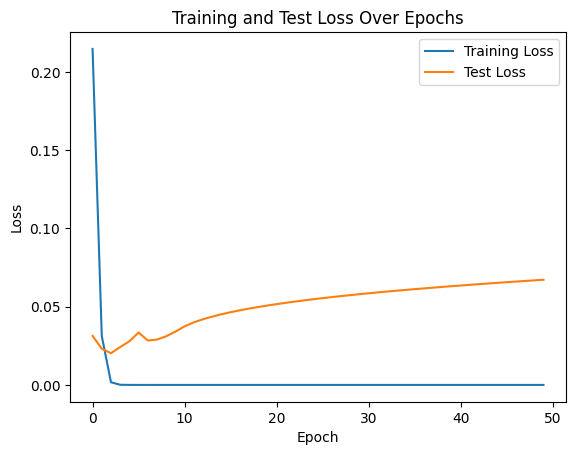 Training and Test Loss Over Epochs
Training Loss
Test Loss
0.20
0.15
0.10
0.05
0.00
Loss
0
10
20
30
40
50
Epoch